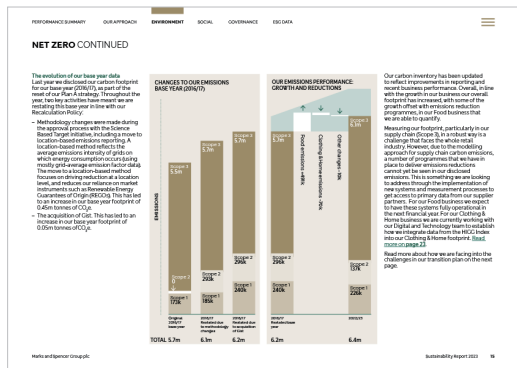 PERFORMANCE SUMMARY OUR APPROACH ENVIRONMENT SOCIAL GOVERNANCE ESG DATA
NET ZERO CONTINUED
The evolution of our base year data
Last year we disclosed our carbon footprint
for our base year (2016/17), as part of the
reset of our Plan A strategy. Throughout the
year, two key activities have meant we are
restating this base year in line with our
Recalculation Policy:
– Methodology changes were made during
the approval process with the Science
Based Target initiative, including a move to
location-based emissions reporting. A
location-based method reflects the
average emissions intensity of grids on
which energy consumption occurs (using
mostly grid-average emission factor data).
The move to a location-based method
focuses on driving reduction at a location
level, and reduces our reliance on market
instruments such as Renewable Energy
Guarantees of Origin (REGOs). This has led
to an increase in our base year footprint of
0.45m tonnes of CO₂e.
– The acquisition of Gist. This has led to an
increase in our base year footprint of
0.05m tonnes of CO₂e.
CHANGES TO OUR EMISSIONS
BASE YEAR (2016/17)
EMISSIONS
Scope 3
5.5m
Scope 2
0
Scope 1
173k
Scope 3
5.7m
Scope 2
293k
Scope 1
185k
Scope 3
5.7m
Scope 2
296k
Scope 1
240k
Original
2016/17
base year
2016/17
Restated due
to methodology
changes
2016/17
Restated due
to acquisition
of Gist
TOTAL 5.7m 6.1m 6.2m
OUR EMISSIONS PERFORMANCE:
GROWTH AND REDUCTIONS
Scope 3
5.7m
Scope 2
296k
Scope 1
240k
Food emissions
Clothing & Home emissions
Other changes
Scope 3
5.1m
Scope 2
137k
Scope 1
226k
2016/17
Restated base
year
2022/23
6.2m 6.4m
Our carbon inventory has been updated
to reflect improvements in reporting and
recent business performance. Overall, in line
with the growth in our business our overall
footprint has increased, with some of the
growth offset with emissions reduction
programmes, in our Food business that
we are able to quantify.
Measuring our footprint, particularly in our
supply chain (Scope 3), in a robust way is a
challenge that faces the whole retail
industry. However, due to the modelling
approach for supply chain carbon emissions,
a number of programmes that we have in
place to deliver emissions reductions
cannot yet be seen in our disclosed
emissions. This is something we are looking
to address through the implementation of
new systems and measurement processes to
get access to primary data from our supplier
partners. For our Food business we expect
to have these systems fully operational in
the next financial year. For our Clothing &
Home business we are currently working with
our Digital and Technology team to establish
how we integrate data from the HIGG Index
into our Clothing & Home footprint. Read
more on page 23.
Read more about how we are facing into the
challenges in our transition plan on the next
page.
Marks and Spencer Group plc Sustainability Report 2023 15